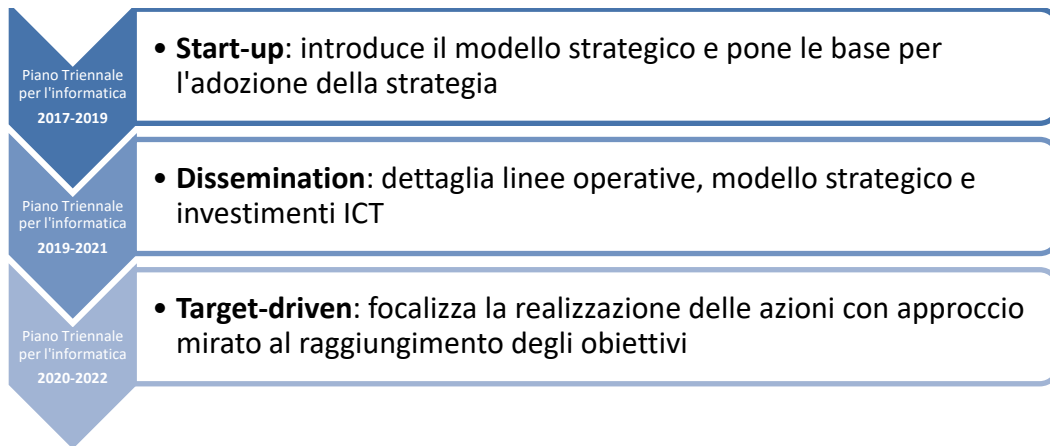 Piano Triennale
per l'informatica
2017-2019
• Start-up: introduce il modello strategico e pone le base per
l'adozione della strategia
Piano Triennale
per l'informatica
2019-2021
• Dissemination: dettaglia linee operative, modello strategico e
investimenti ICT
Piano Triennale
per l'informatica
2020-2022
• Target-driven: focalizza la realizzazione delle azioni con approccio
mirato al raggiungimento degli obiettivi